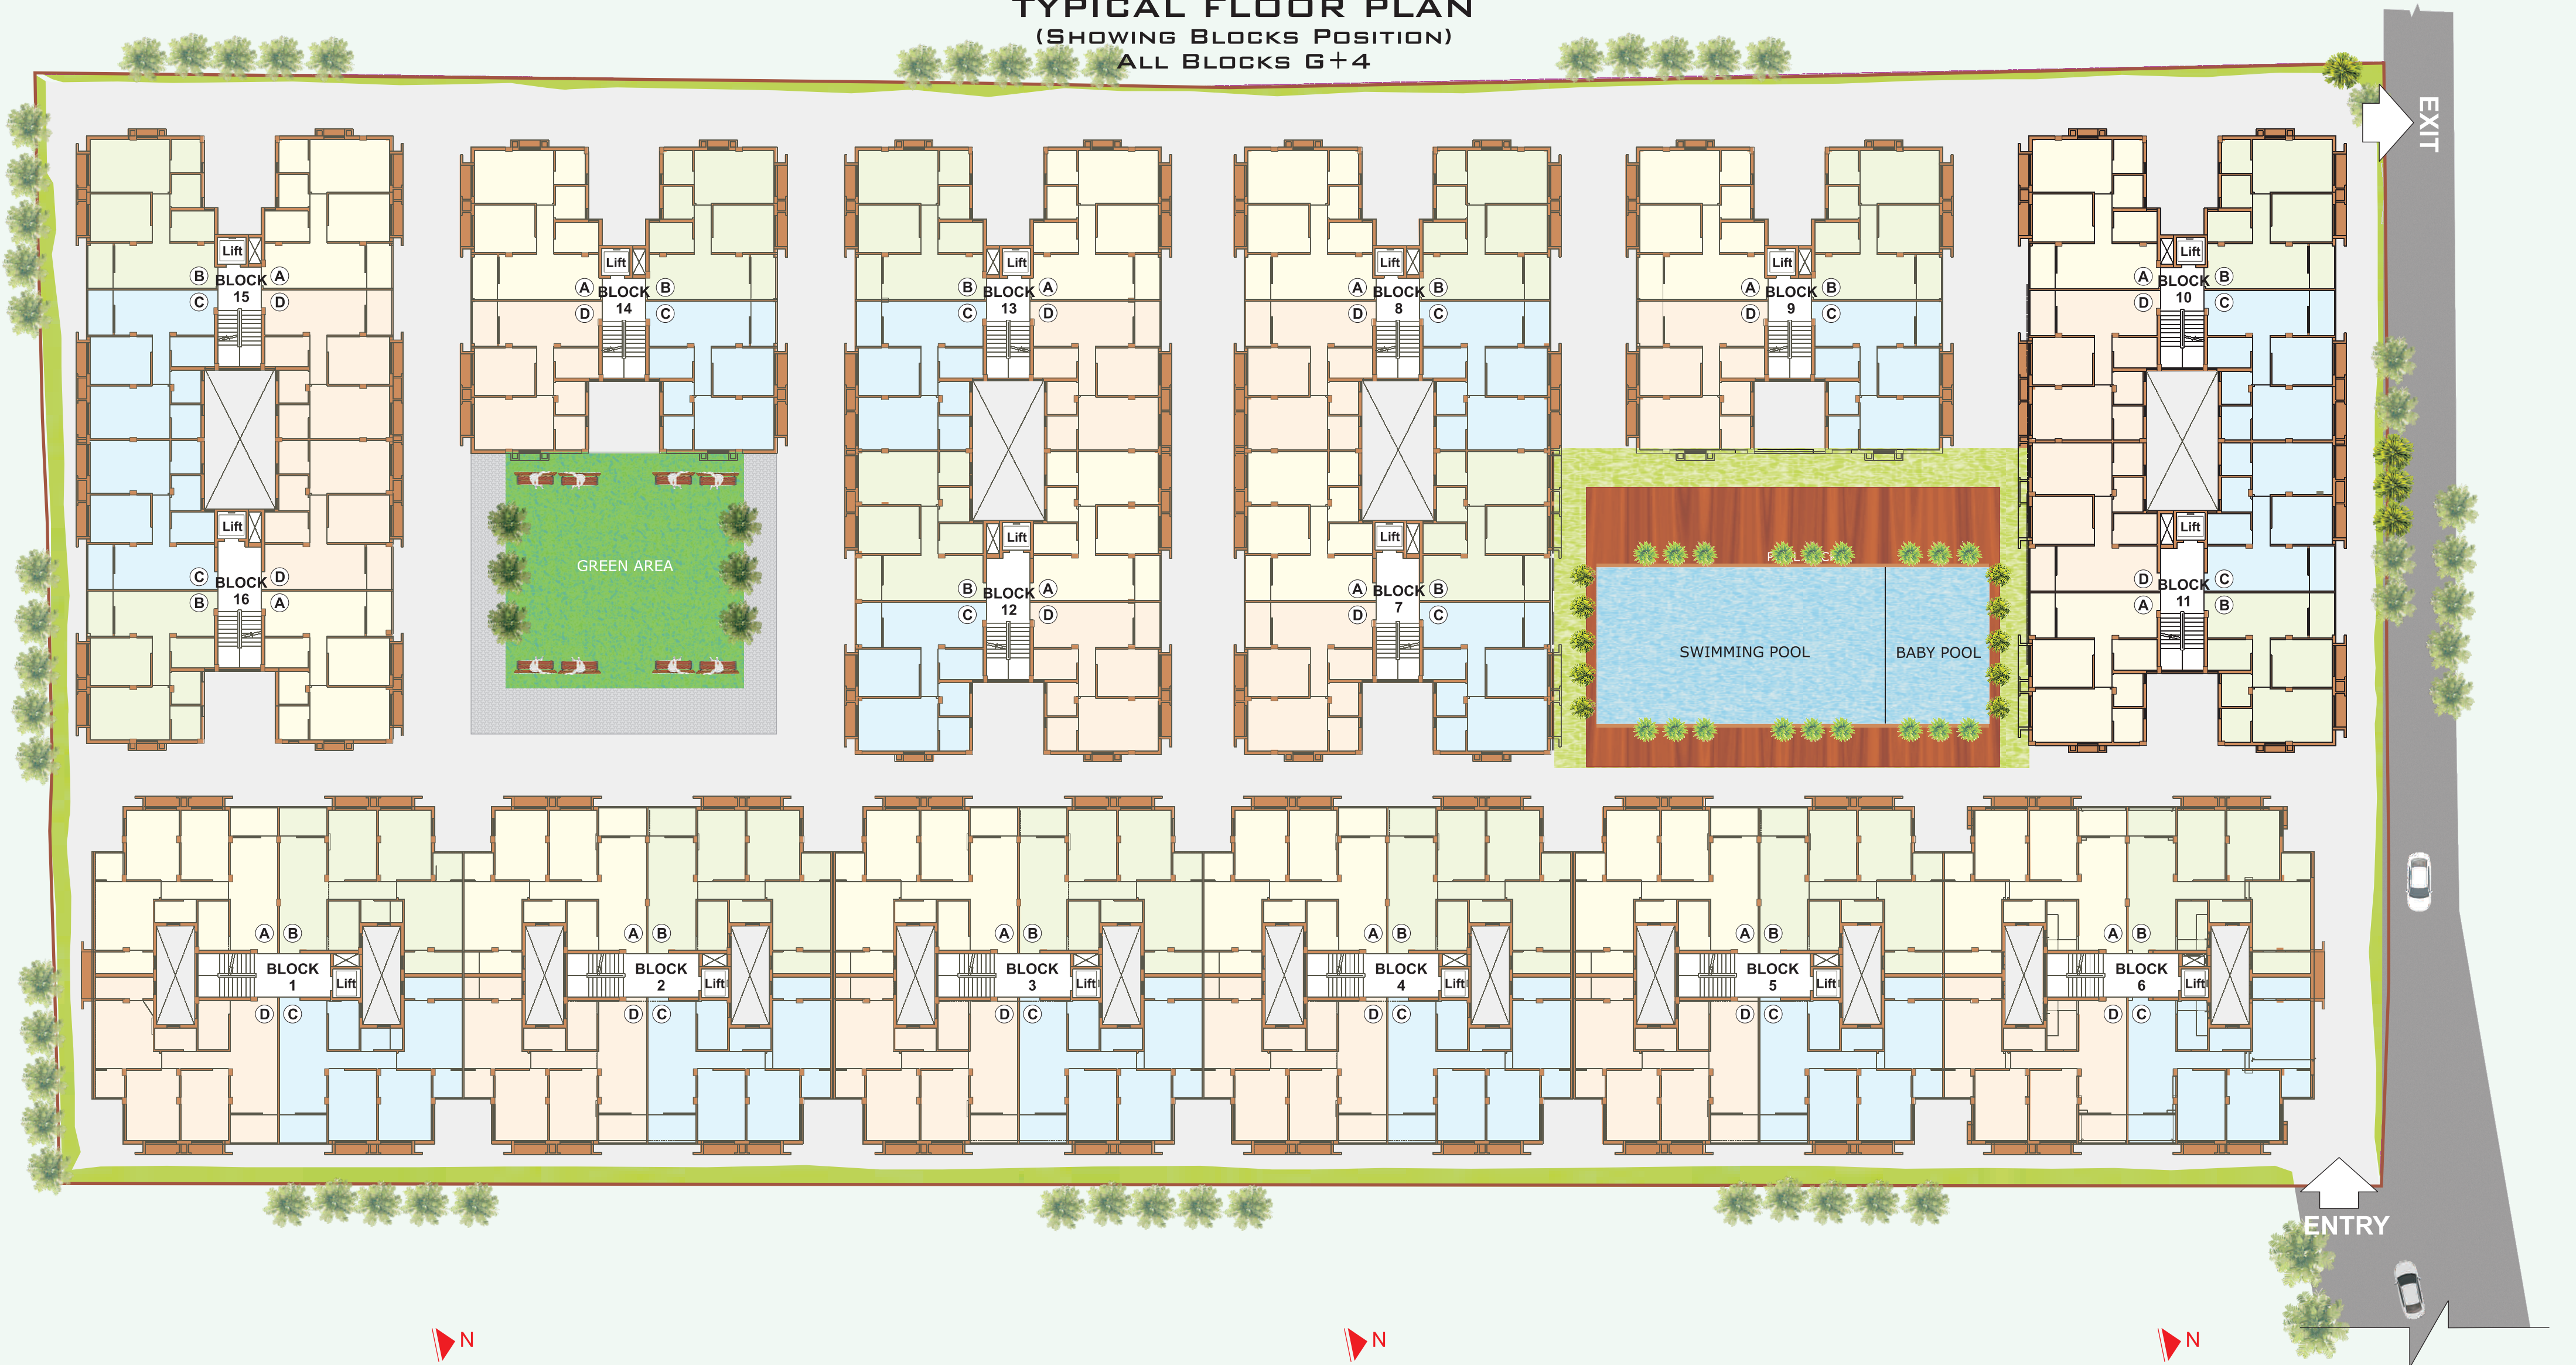 TYPICAL FLOOR PLAN
(SHOWING BLOCKS POSITION)
ALL BLOCKS G+4
EXIT
Lift
B BLOCK A
C 15 D
Lift
A BLOCK B
D 14 C
Lift
B BLOCK A
C 13 D
Lift
A BLOCK B
D 8 C
Lift
A BLOCK B
D 9 C
Lift
A BLOCK B
D 10 C
Lift
C BLOCK D
B 16 A
GREEN AREA
Lift
B BLOCK A
C 12 D
Lift
A BLOCK B
D 7 C
SWIMMING POOL
BABY POOL
Lift
D BLOCK C
A 11 B
A B
BLOCK
1
Lift
D C
A B
BLOCK
2
Lift
D C
A B
BLOCK
3
Lift
D C
A B
BLOCK
4
Lift
D C
A B
BLOCK
5
Lift
D C
A B
BLOCK
6
Lift
D C
ENTRY
N
N
N